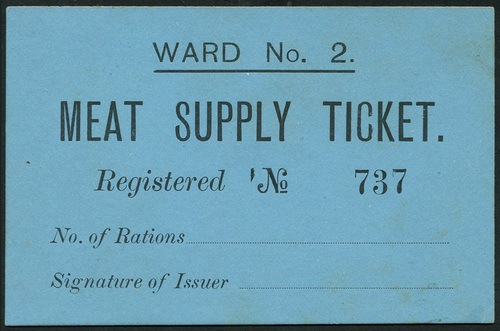 WARD No. 2.
MEAT SUPPLY TICKET.
Registered № 737
No. of Rations
Signature of Issuer